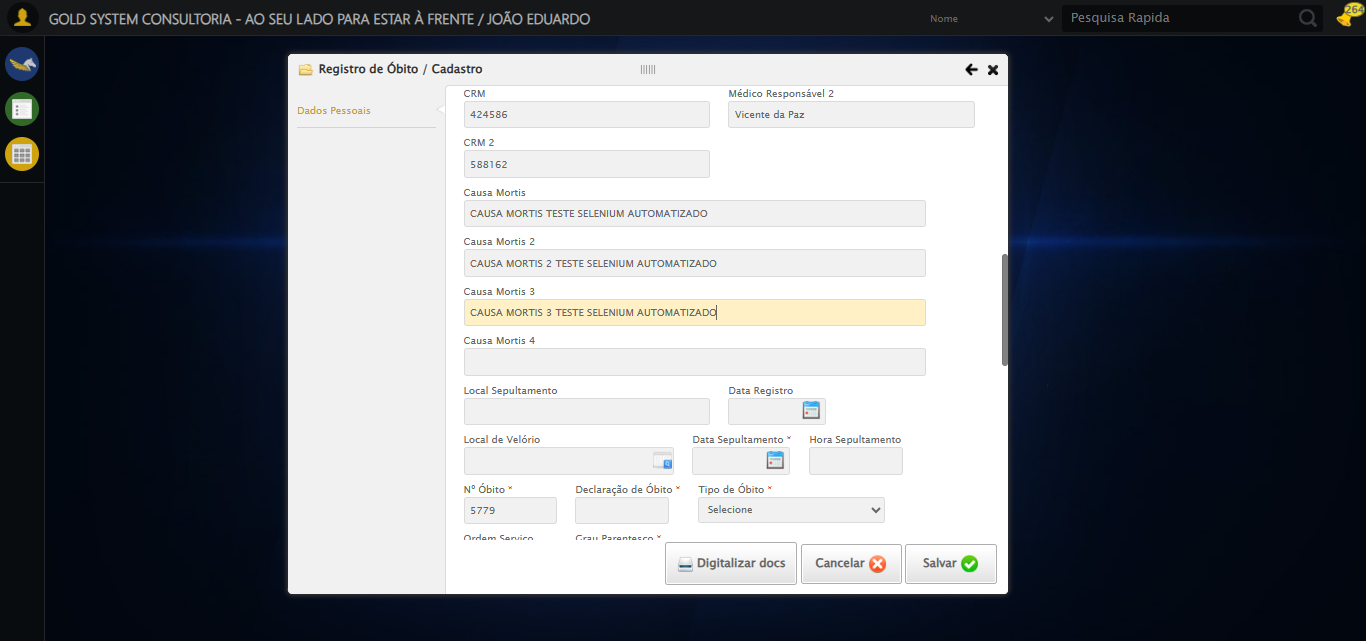 GOLD SYSTEM CONSULTORIA - AO SEU LADO PARA ESTAR À FRENTE / JOÃO EDUARDO
Nome
Pesquisa Rapida
264
Registro de Óbito / Cadastro
Dados Pessoais
CRM
Médico Responsável 2
424586
Vicente da Paz
CRM 2
588162
Causa Mortis
CAUSA MORTIS TESTE SELENIUM AUTOMATIZADO
Causa Mortis 2
CAUSA MORTIS 2 TESTE SELENIUM AUTOMATIZADO
Causa Mortis 3
CAUSA MORTIS 3 TESTE SELENIUM AUTOMATIZADO
Causa Mortis 4
Local Sepultamento
Data Registro
Local de Velório
Data Sepultamento *
Hora Sepultamento
Nº Óbito *
Declaração de Óbito *
Tipo de Óbito *
5779
Selecione
Ordem Serviço
Grau Parentesco *
Digitalizar docs
Cancelar
Salvar